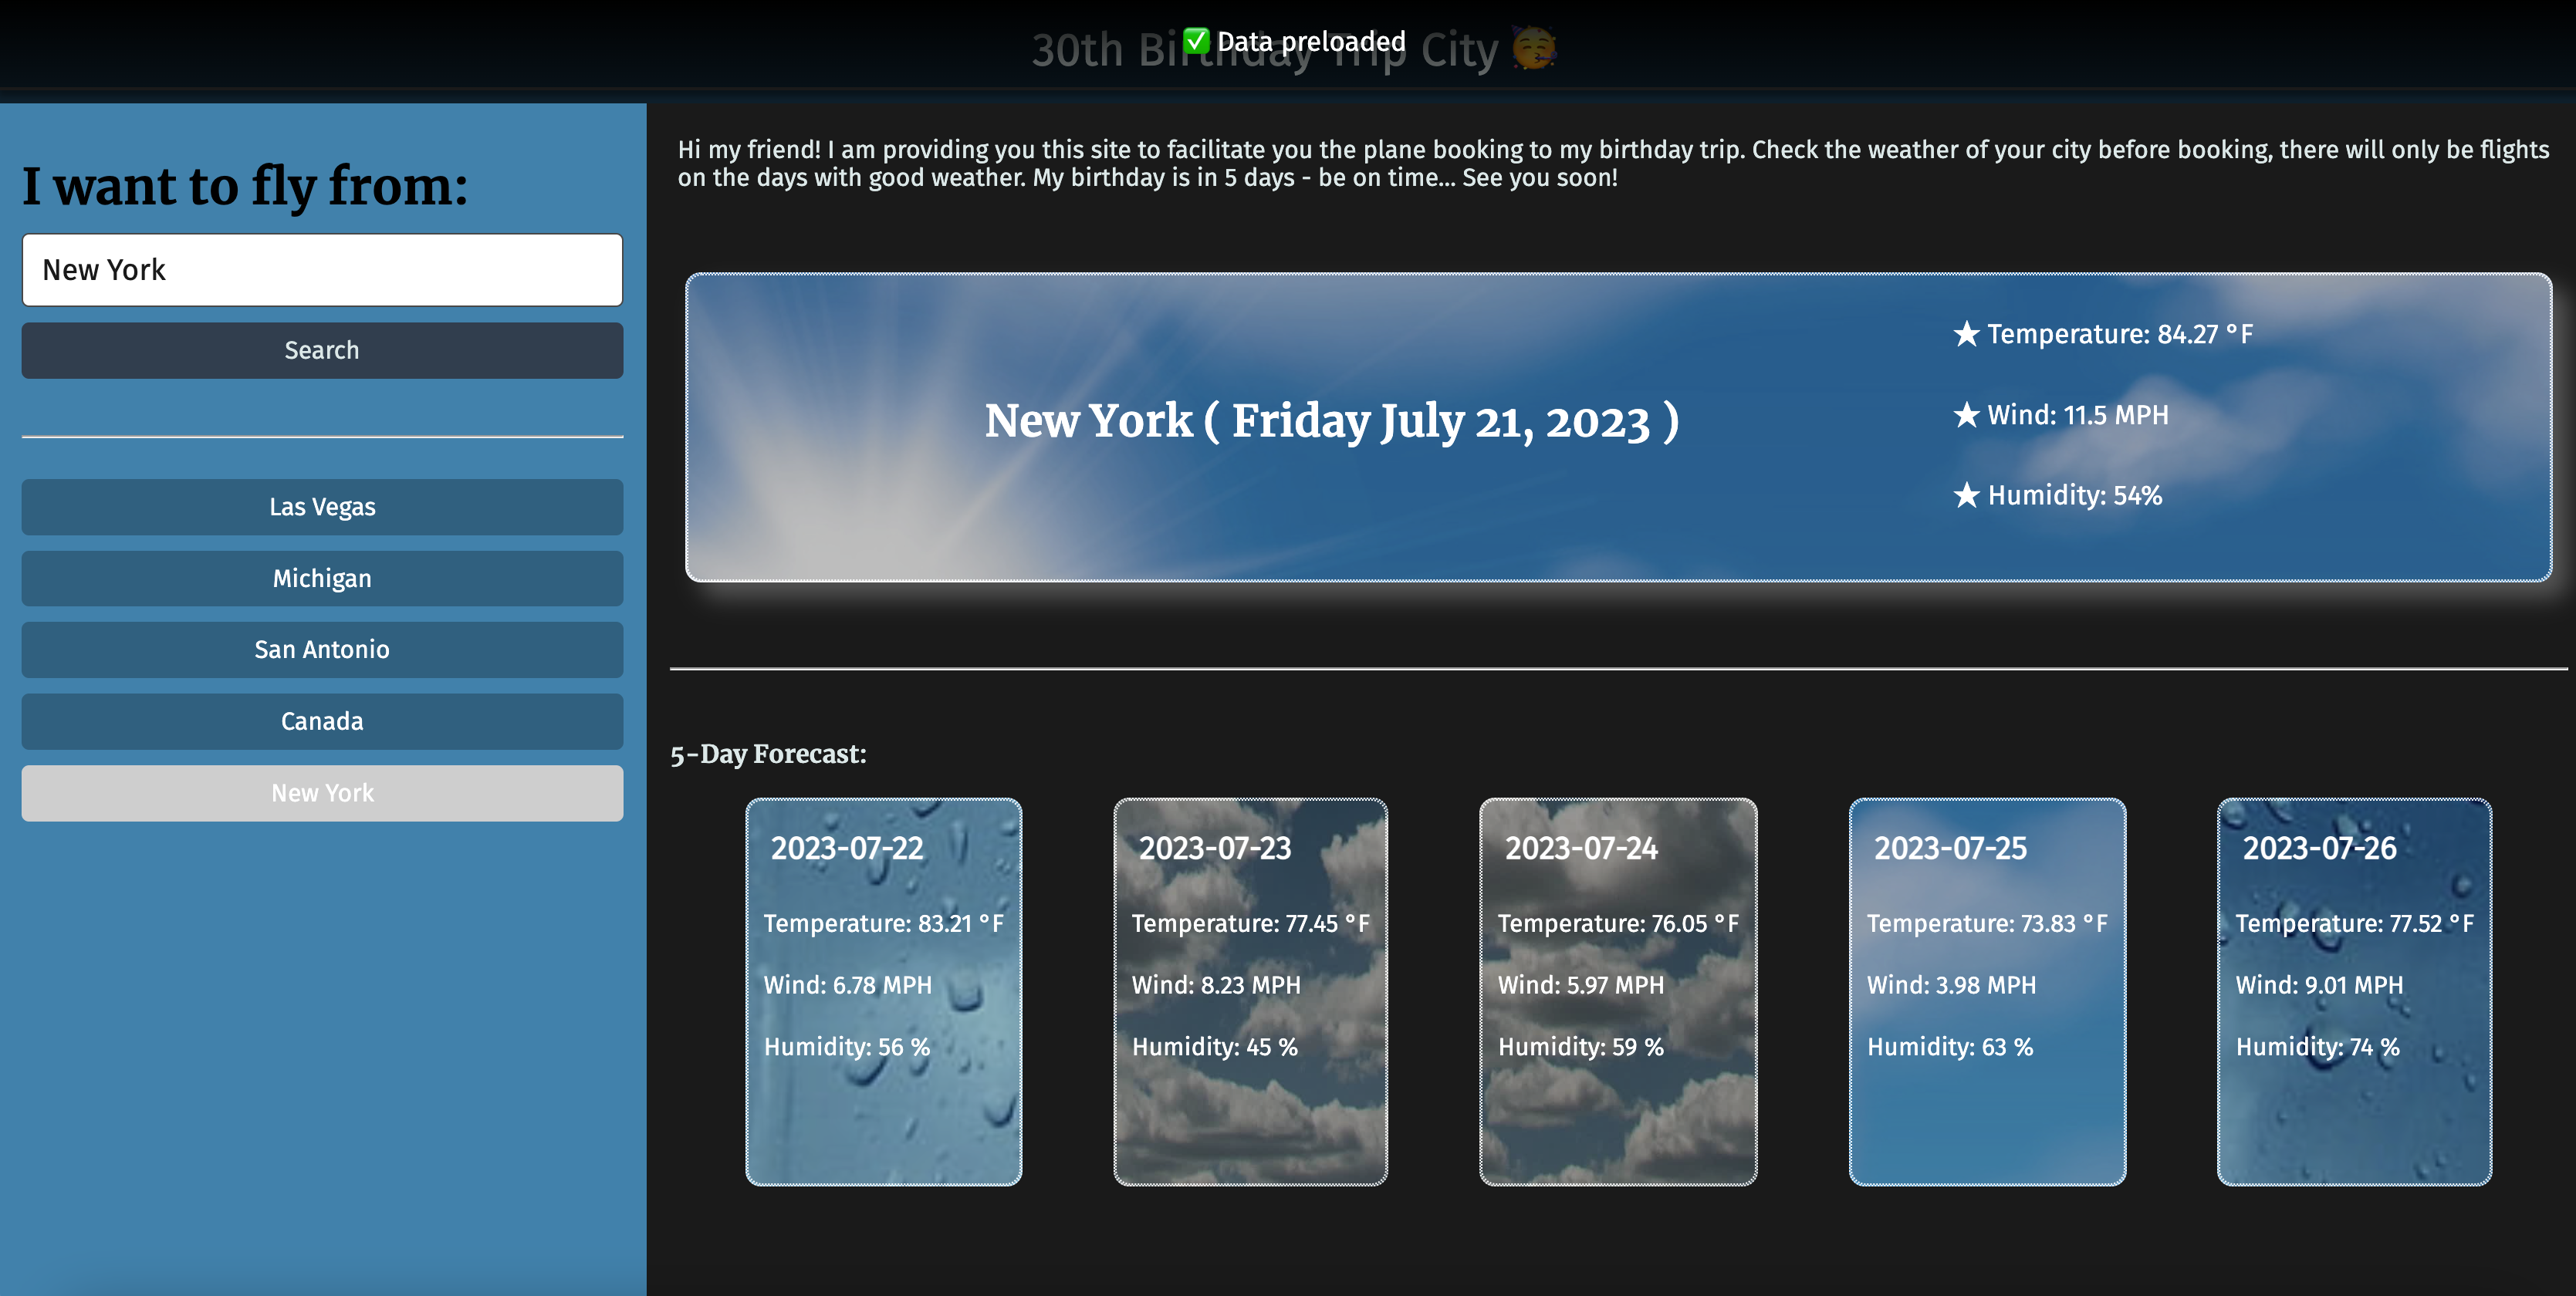 30th Birthday Trip City 🥳
✅ Data preloaded
I want to fly from:
New York
Search
Las Vegas
Michigan
San Antonio
Canada
New York
Hi my friend! I am providing you this site to facilitate you the plane booking to my birthday trip. Check the weather of your city before booking, there will only be flights
on the days with good weather. My birthday is in 5 days - be on time... See you soon!
New York ( Friday July 21, 2023 )
★ Temperature: 84.27 °F
★ Wind: 11.5 MPH
★ Humidity: 54%
5-Day Forecast:
2023-07-22
Temperature: 83.21 °F
Wind: 6.78 MPH
Humidity: 56 %
2023-07-23
Temperature: 77.45 °F
Wind: 8.23 MPH
Humidity: 45 %
2023-07-24
Temperature: 76.05 °F
Wind: 5.97 MPH
Humidity: 59 %
2023-07-25
Temperature: 73.83 °F
Wind: 3.98 MPH
Humidity: 63 %
2023-07-26
Temperature: 77.52 °F
Wind: 9.01 MPH
Humidity: 74 %